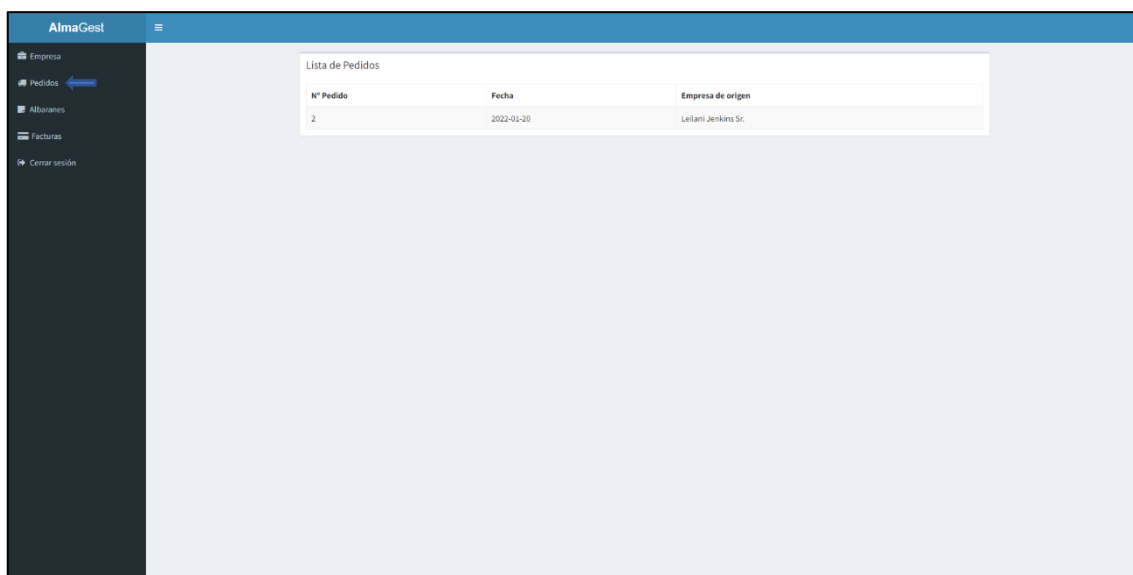 AlmaGest
Empresa
Pedidos
Albaranes
Facturas
Cerrar sesión
Lista de Pedidos
Nº Pedido Fecha Empresa de origen
2 2022-01-20 Leilani Jenkins Sr.